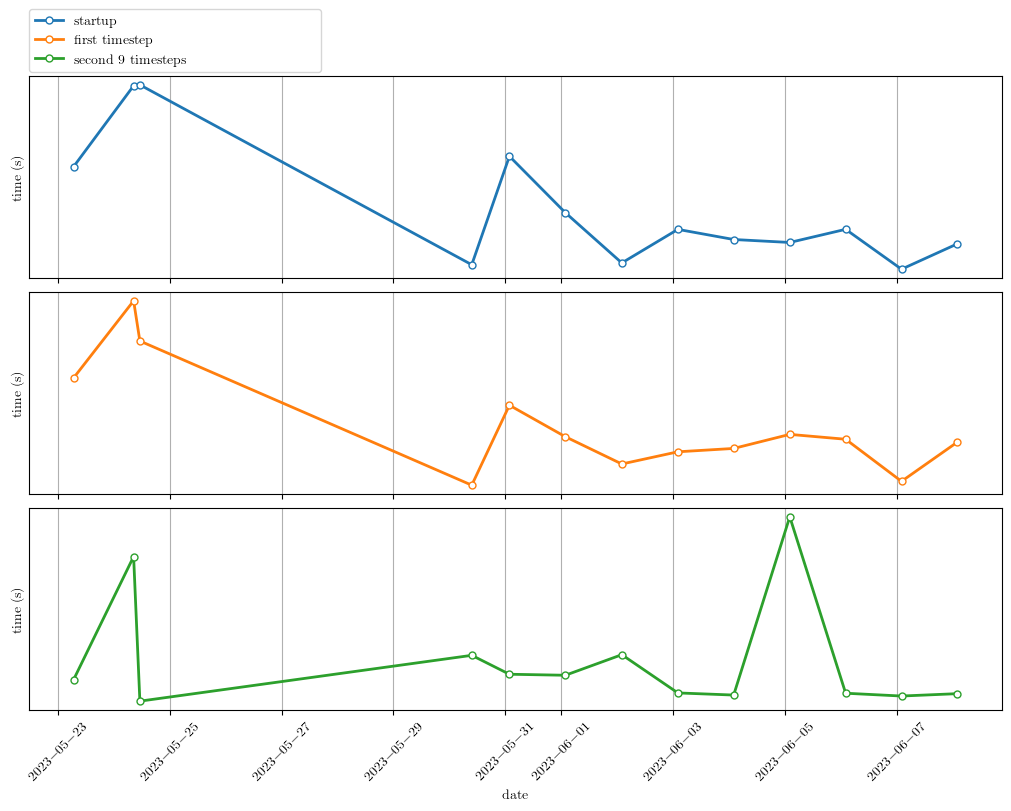 startup
first timestep
second 9 timesteps
time (s)
time (s)
time (s)
2023−05−23
2023−05−25
2023−05−27
2023−05−29
2023−05−31
2023−06−01
2023−06−03
2023−06−05
2023−06−07
date